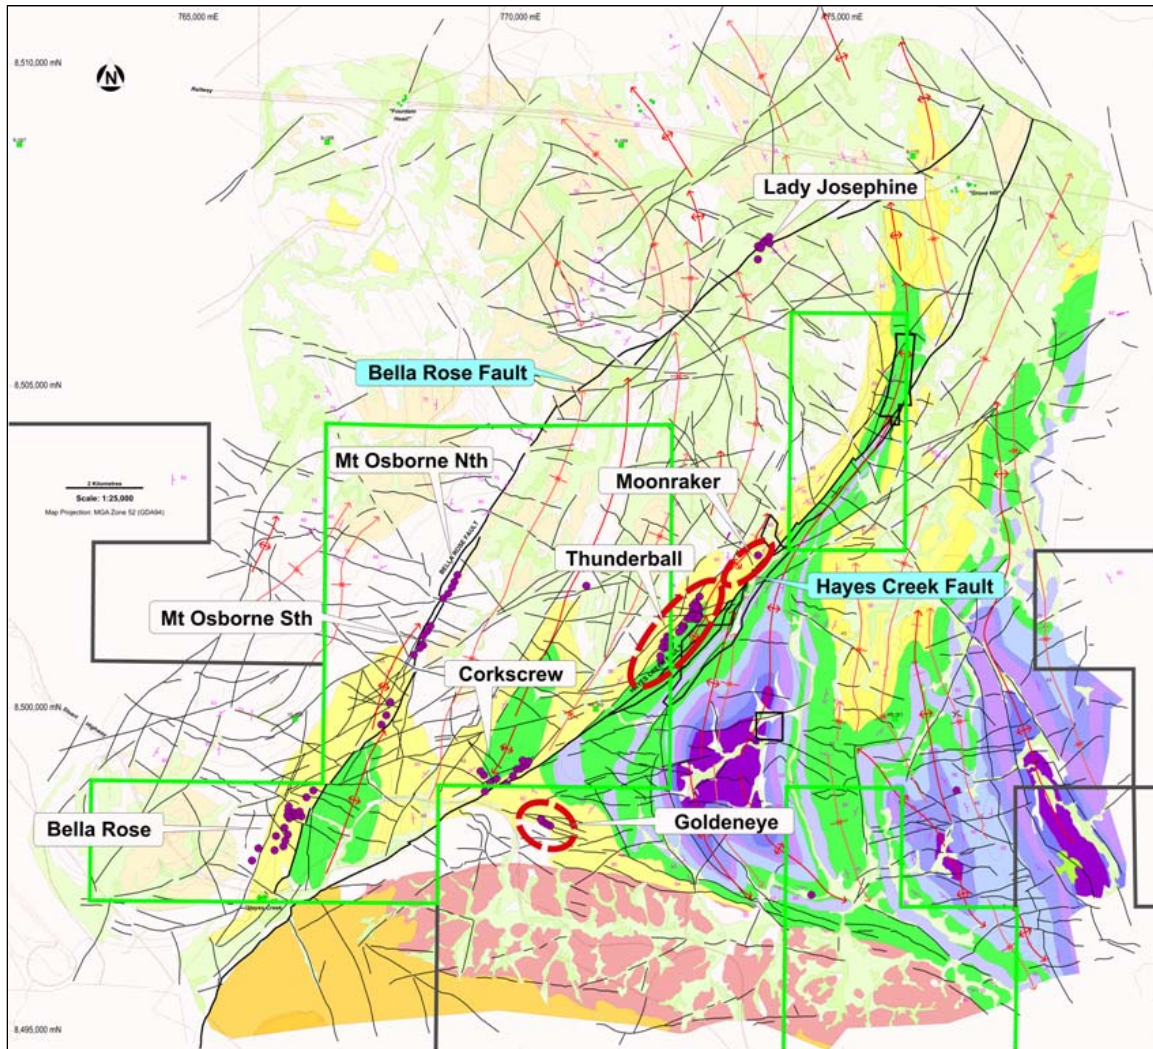 765,000 mE
770,000 mE
775,000 mE
8,510,000 mN
N
Railway
"Fountain
Head"
Lady Josephine
"Grove Hill"
8,505,000 mN
Bella Rose Fault
Mt Osborne Nth
Moonraker
2 Kilometres
Scale: 1:25,000
Map Projection: MGA Zone 52 (GDA94)
BELLA ROSE FAULT
Thunderball
Hayes Creek Fault
Mt Osborne Sth
Corkscrew
8,500,000 mN
Stuart Highway
Bella Rose
Goldeneye
"Hayes Creek"
8,495,000 mN